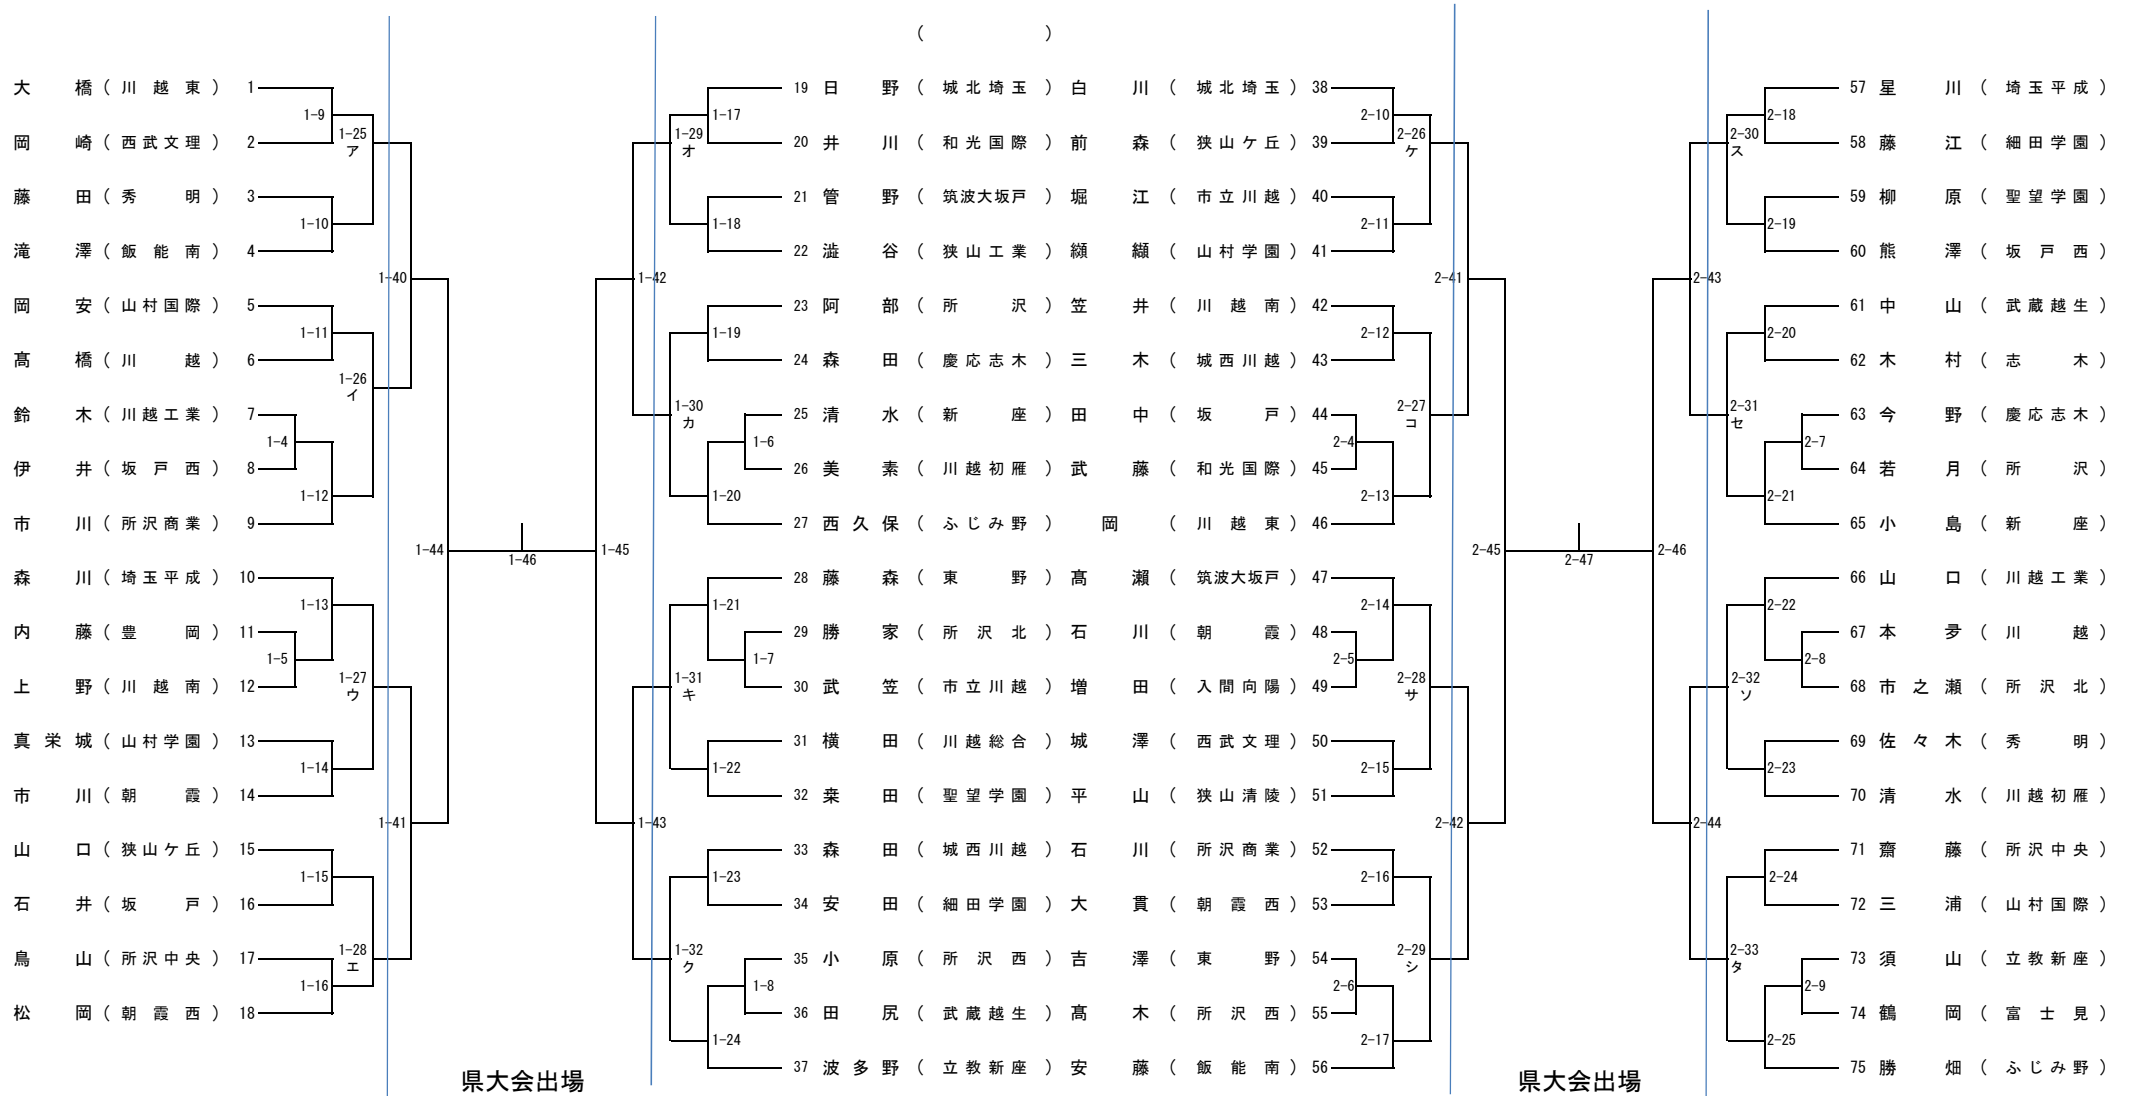 （　　　　　）
大橋（川越東） 1
1-9
1-25
ア
岡崎（西武文理） 2
藤田（秀明） 3
1-10
滝澤（飯能南） 4
1-40
岡安（山村国際） 5
1-11
髙橋（川越） 6
1-26
イ
鈴木（川越工業） 7
1-4
伊井（坂戸西） 8
1-12
市川（所沢商業） 9
1-44
1-46
森川（埼玉平成） 10
1-13
内藤（豊岡） 11
1-5
1-27
ウ
上野（川越南） 12
真栄城（山村学園） 13
1-14
市川（朝霞） 14
1-41
山口（狭山ケ丘） 15
1-15
石井（坂戸） 16
1-28
エ
鳥山（所沢中央） 17
1-16
松岡（朝霞西） 18
県大会出場
19 日野（城北埼玉）
1-17
1-29
オ
20 井川（和光国際）
21 管野（筑波大坂戸）
1-18
22 澁谷（狭山工業）
1-42
23 阿部（所沢）
1-19
24 森田（慶応志木）
1-30
カ
25 清水（新座）
1-6
26 美素（川越初雁）
1-20
27 西久保（ふじみ野）
1-45
28 藤森（東野）
1-21
29 勝家（所沢北）
1-7
1-31
キ
30 武笠（市立川越）
31 横田（川越総合）
1-22
32 桒田（聖望学園）
1-43
33 森田（城西川越）
1-23
34 安田（細田学園）
1-32
ク
35 小原（所沢西）
1-8
36 田尻（武蔵越生）
1-24
37 波多野（立教新座）
白川（城北埼玉） 38
2-10
2-26
ケ
前森（狭山ケ丘） 39
堀江（市立川越） 40
2-11
纐纈（山村学園） 41
2-41
笠井（川越南） 42
2-12
三木（城西川越） 43
2-27
コ
田中（坂戸） 44
2-4
武藤（和光国際） 45
2-13
岡（川越東） 46
2-45
2-47
髙瀨（筑波大坂戸） 47
2-14
石川（朝霞） 48
2-5
2-28
サ
増田（入間向陽） 49
城澤（西武文理） 50
2-15
平山（狭山清陵） 51
2-42
石川（所沢商業） 52
2-16
大貫（朝霞西） 53
2-29
シ
吉澤（東野） 54
2-6
髙木（所沢西） 55
2-17
安藤（飯能南） 56
県大会出場
57 星川（埼玉平成）
2-18
2-30
ス
58 藤江（細田学園）
59 柳原（聖望学園）
2-19
60 熊澤（坂戸西）
2-43
61 中山（武蔵越生）
2-20
62 木村（志木）
2-31
セ
63 今野（慶応志木）
2-7
64 若月（所沢）
2-21
65 小島（新座）
2-46
66 山口（川越工業）
2-22
67 本夛（川越）
2-8
2-32
ソ
68 市之瀬（所沢北）
69 佐々木（秀明）
2-23
70 清水（川越初雁）
2-44
71 齋藤（所沢中央）
2-24
72 三浦（山村国際）
2-33
タ
73 須山（立教新座）
2-9
74 鶴岡（富士見）
2-25
75 勝畑（ふじみ野）